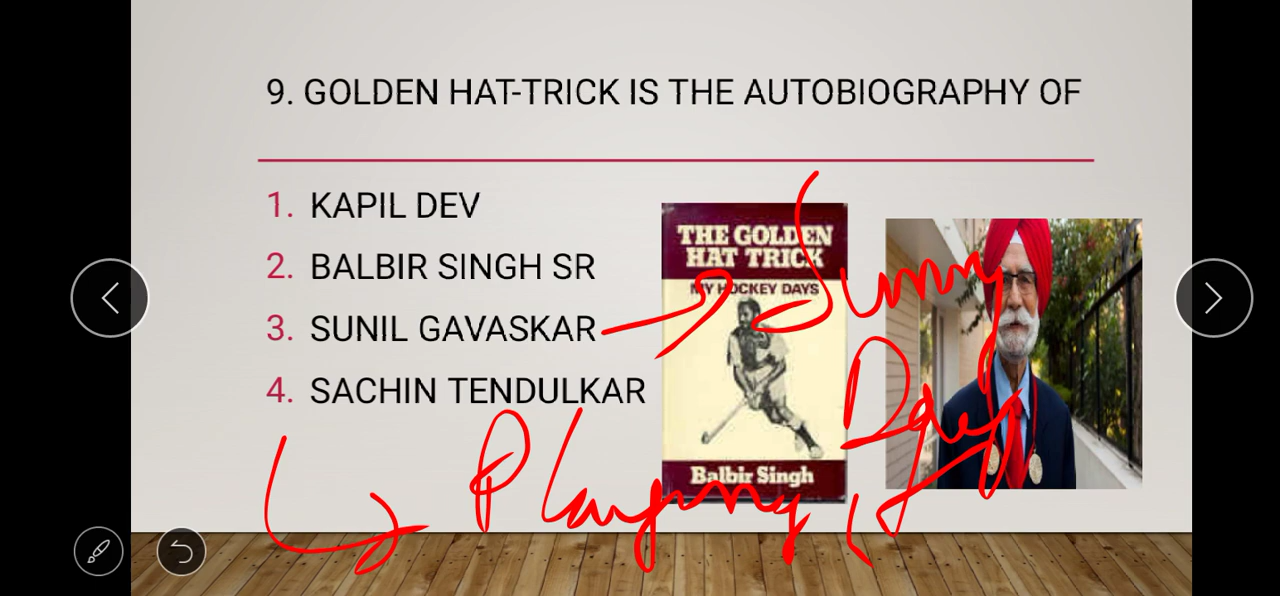 9. GOLDEN HAT-TRICK IS THE AUTOBIOGRAPHY OF
1. KAPIL DEV
2. BALBIR SINGH SR
3. SUNIL GAVASKAR
4. SACHIN TENDULKAR
THE GOLDEN
HAT TRICK
MY HOCKEY DAYS
Balbir Singh
Sunny
Days
Playing it